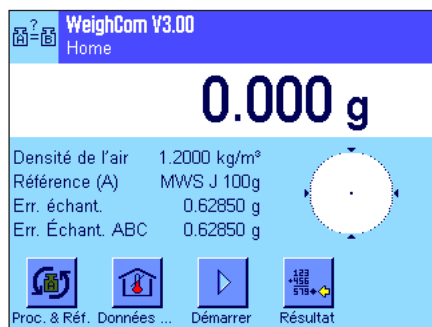 WeighCom V3.00
Home
0.000 g
Densité de l'air 1.2000 kg/m³
Référence (A) MWS J 100g
Err. échant. 0.62850 g
Err. Échant. ABC 0.62850 g
Proc. & Réf. Données ... Démarrer Résultat